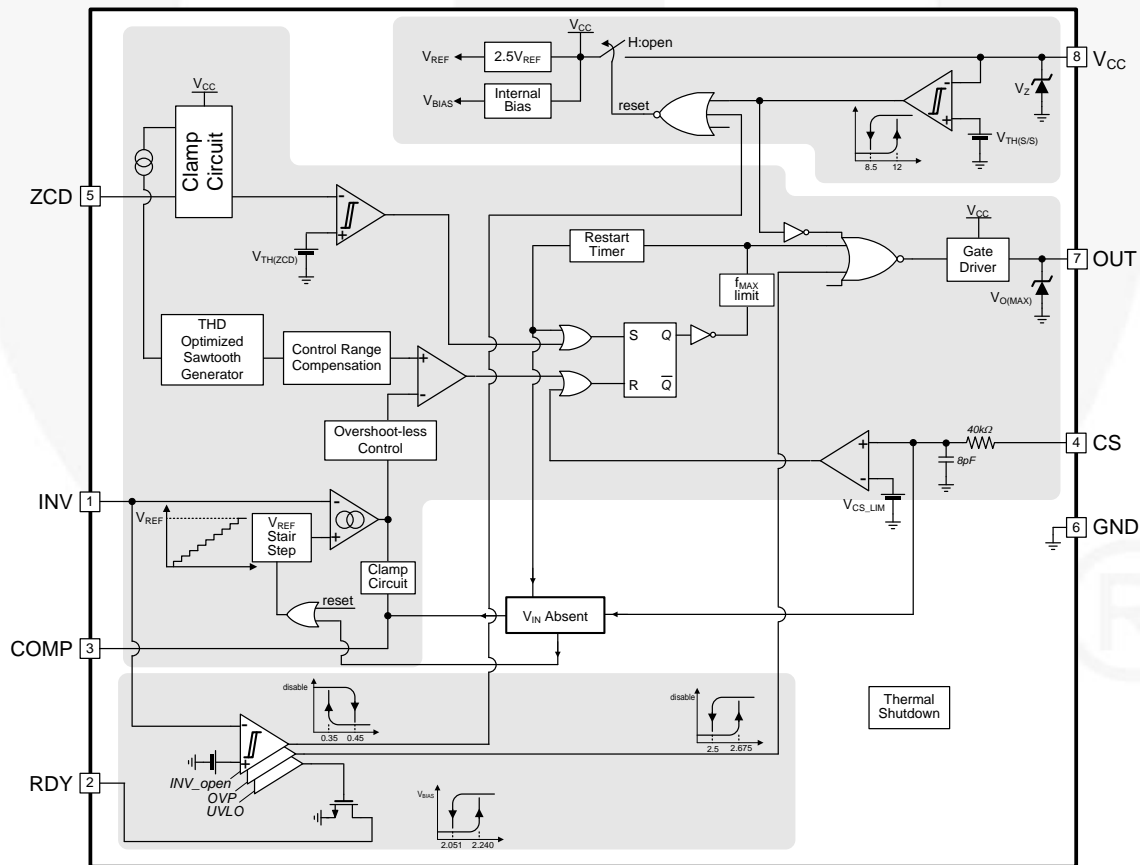 VCC
H:open
VREF
2.5VREF
8
VCC
VBIAS
Internal
Bias
reset
VZ
-
+
VTH(S/S)
8.5
12
VCC
Clamp
Circuit
ZCD
5
-
+
VTH(ZCD)
Restart
Timer
VCC
Gate
Driver
7
OUT
VO(MAX)
fMAX
limit
THD
Optimized
Sawtooth
Generator
Control Range
Compensation
+
-
S
Q
R
Q
Overshoot-less
Control
40kΩ
8pF
4
CS
+
-
VCS_LIM
INV
1
VREF
VREF
Stair
Step
-
+
6
GND
Clamp
Circuit
reset
VIN Absent
COMP
3
disable
0.35
0.45
disable
2.5
2.675
Thermal
Shutdown
-
+
INV_open
OVP
UVLO
RDY
2
VBIAS
2.051
2.240
R